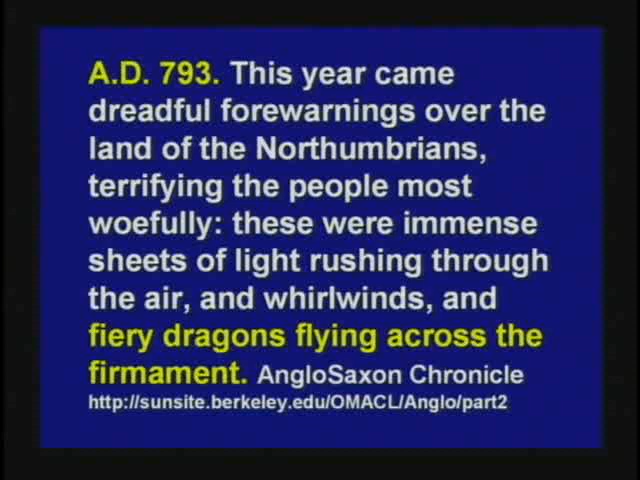 A.D. 793. This year came
dreadful forewarnings over the
land of the Northumbrians,
terrifying the people most
woefully: these were immense
sheets of light rushing through
the air, and whirlwinds, and
fiery dragons flying across the
firmament. AngloSaxon Chronicle
http://sunsite.berkeley.edu/OMACL/Anglo/part2